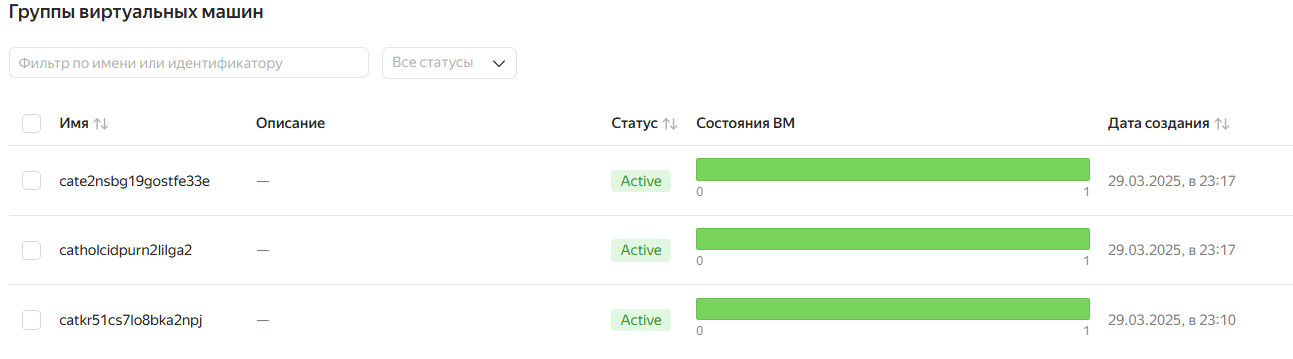 Группы виртуальных машин
Фильтр по имени или идентификатору Все статусы
Имя Описание Статус Состояния ВМ Дата создания
cate2nsbg19gostfe33e — Active 29.03.2025, в 23:17
0 1
catholcidpurn2lilga2 — Active 29.03.2025, в 23:17
0 1
catkr51cs7lo8bka2npj — Active 29.03.2025, в 23:10
0 1